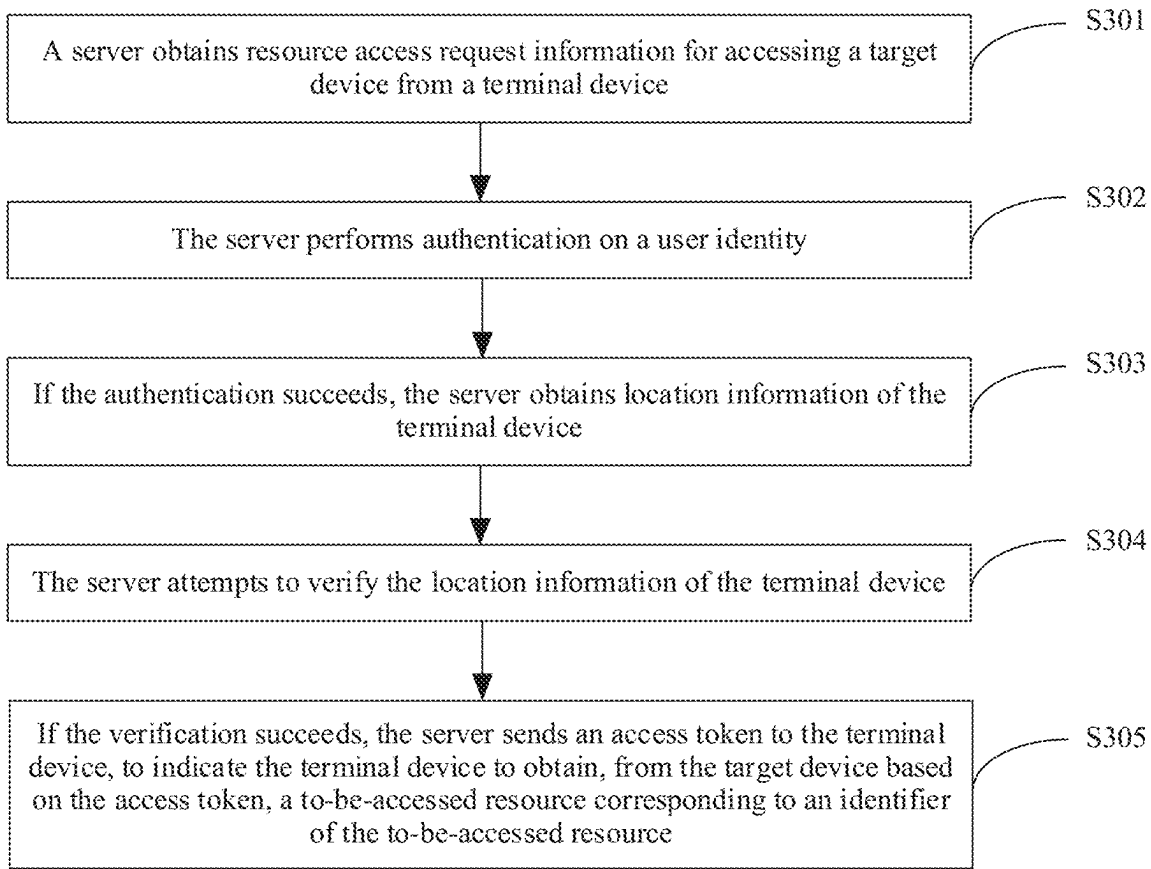 S301
A server obtains resource access request information for accessing a target
device from a terminal device
S302
The server performs authentication on a user identity
S303
If the authentication succeeds, the server obtains location information of the
terminal device
S304
The server attempts to verify the location information of the terminal device
S305
If the verification succeeds, the server sends an access token to the terminal
device, to indicate the terminal device to obtain, from the target device based
on the access token, a to-be-accessed resource corresponding to an identifier
of the to-be-accessed resource